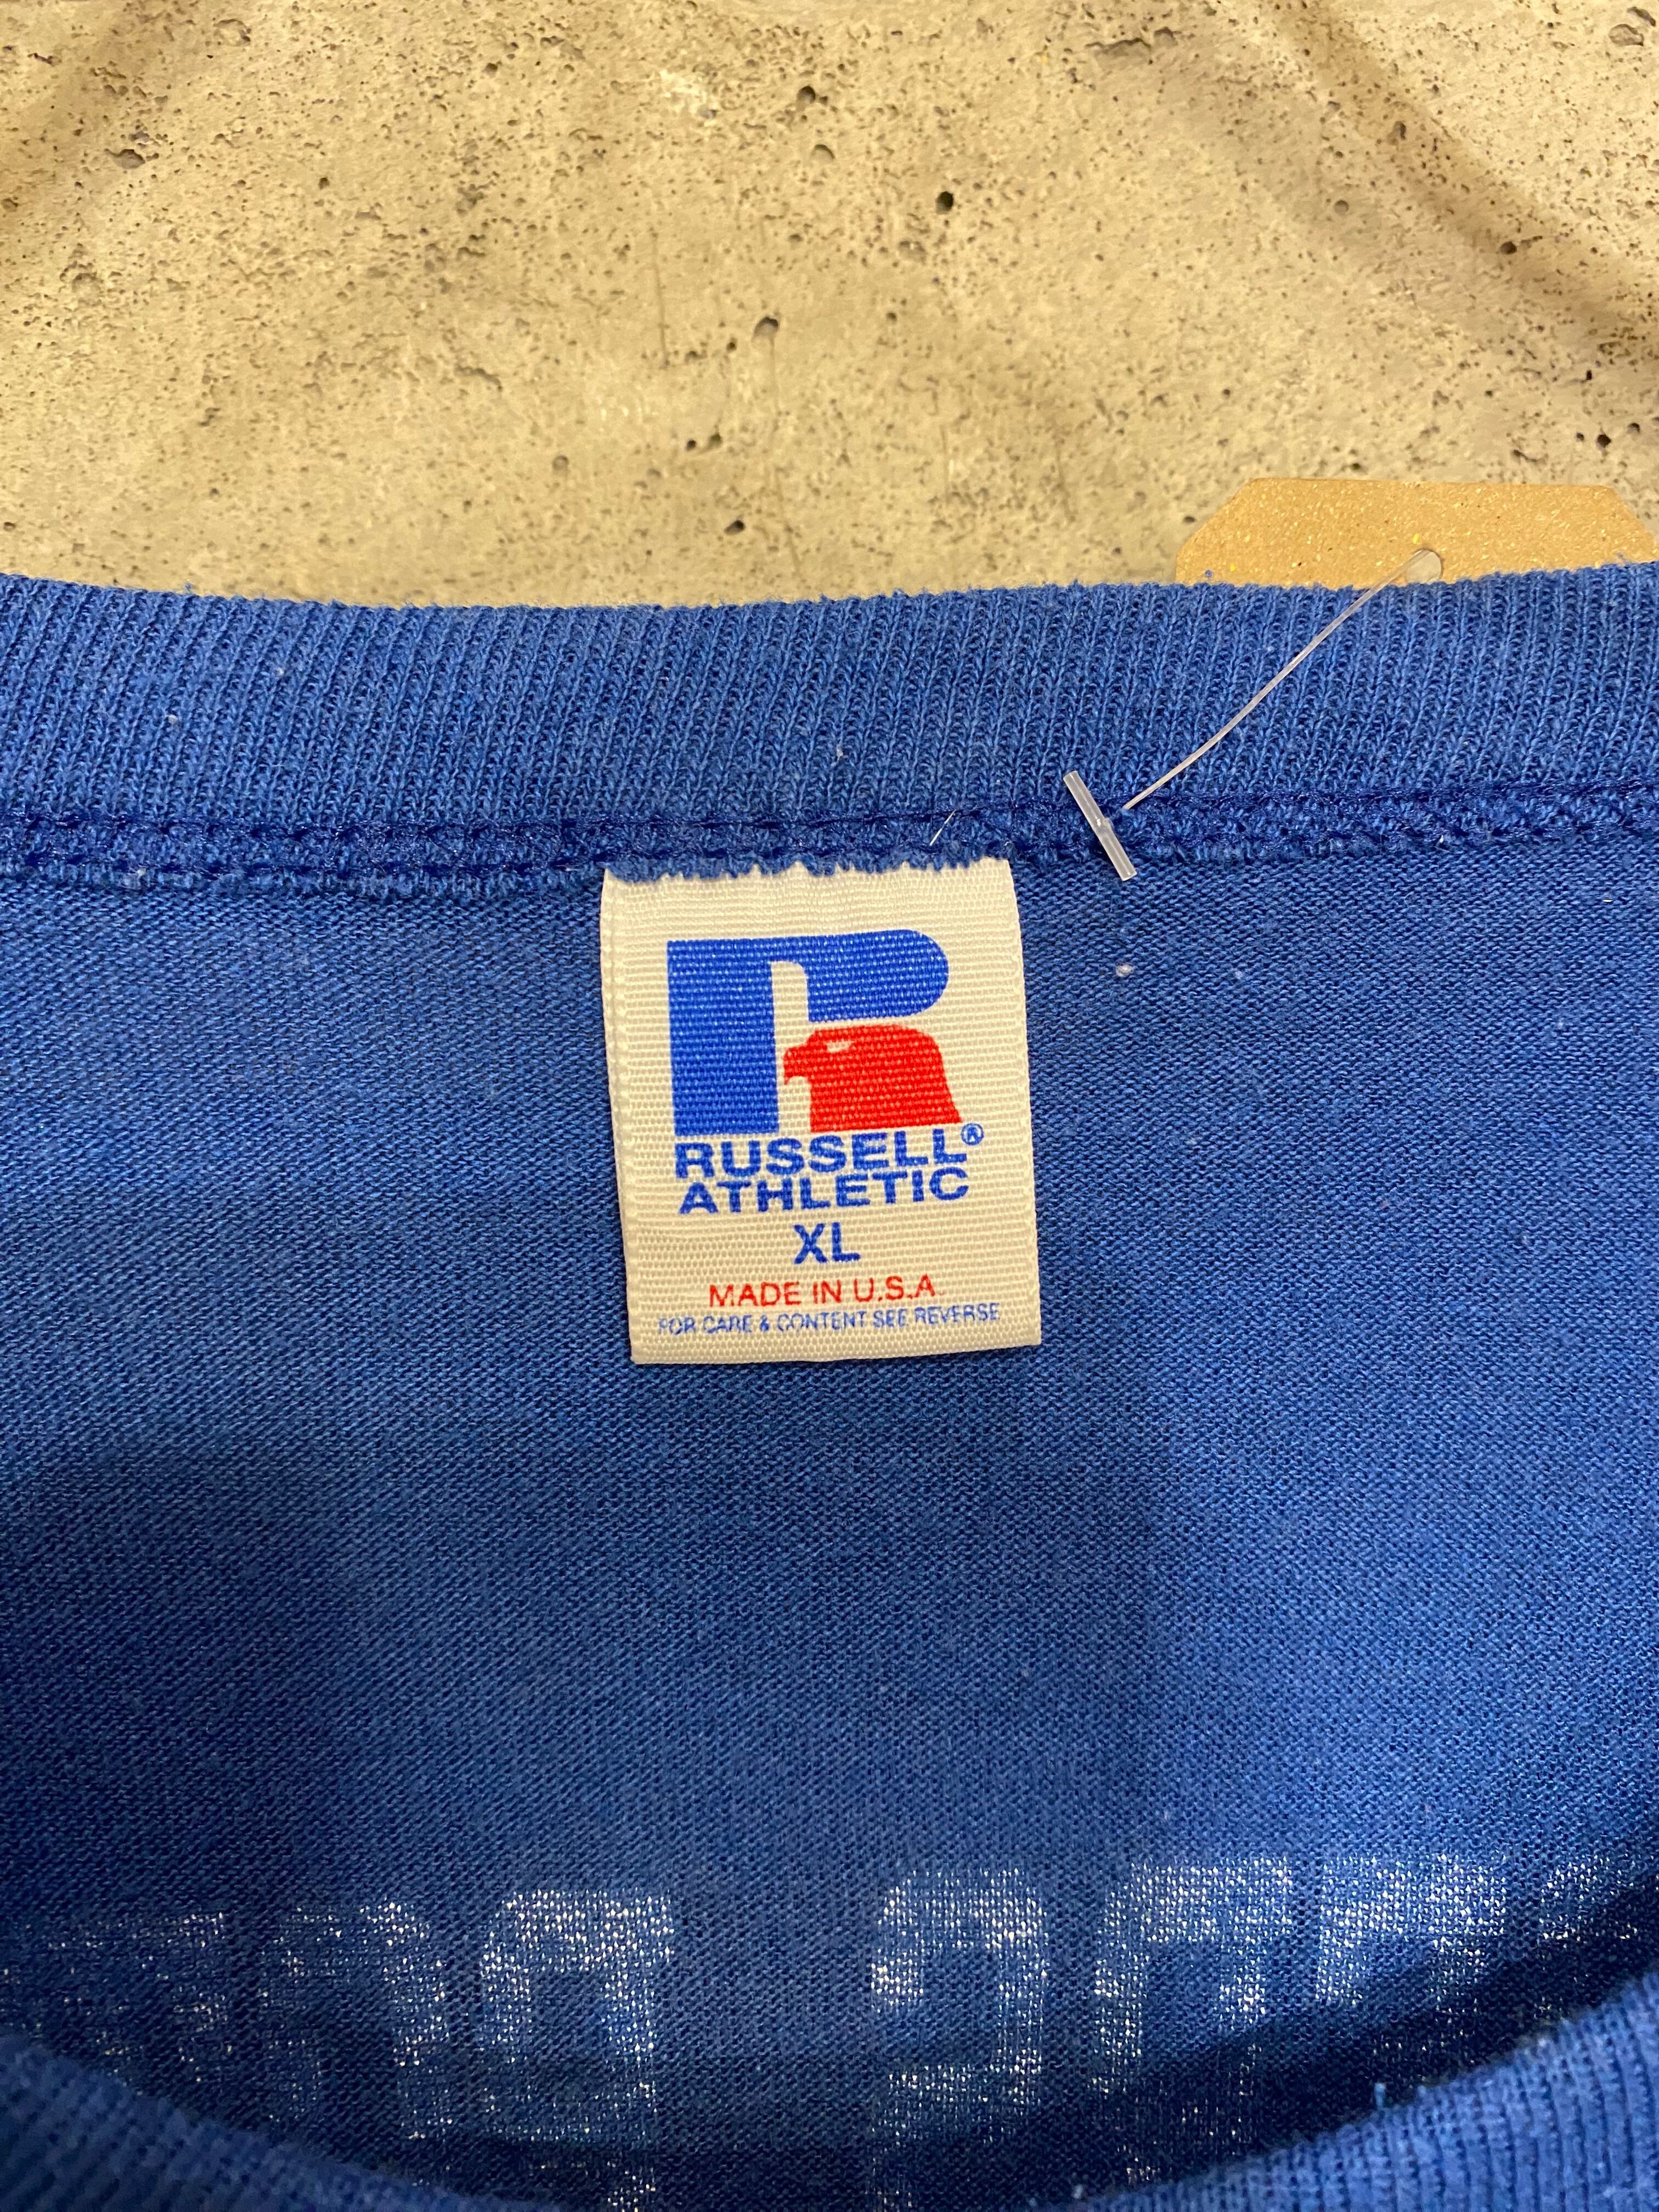 R
RUSSELL®
ATHLETIC
XL
MADE IN U.S.A.
FOR CARE & CONTENT SEE REVERSE